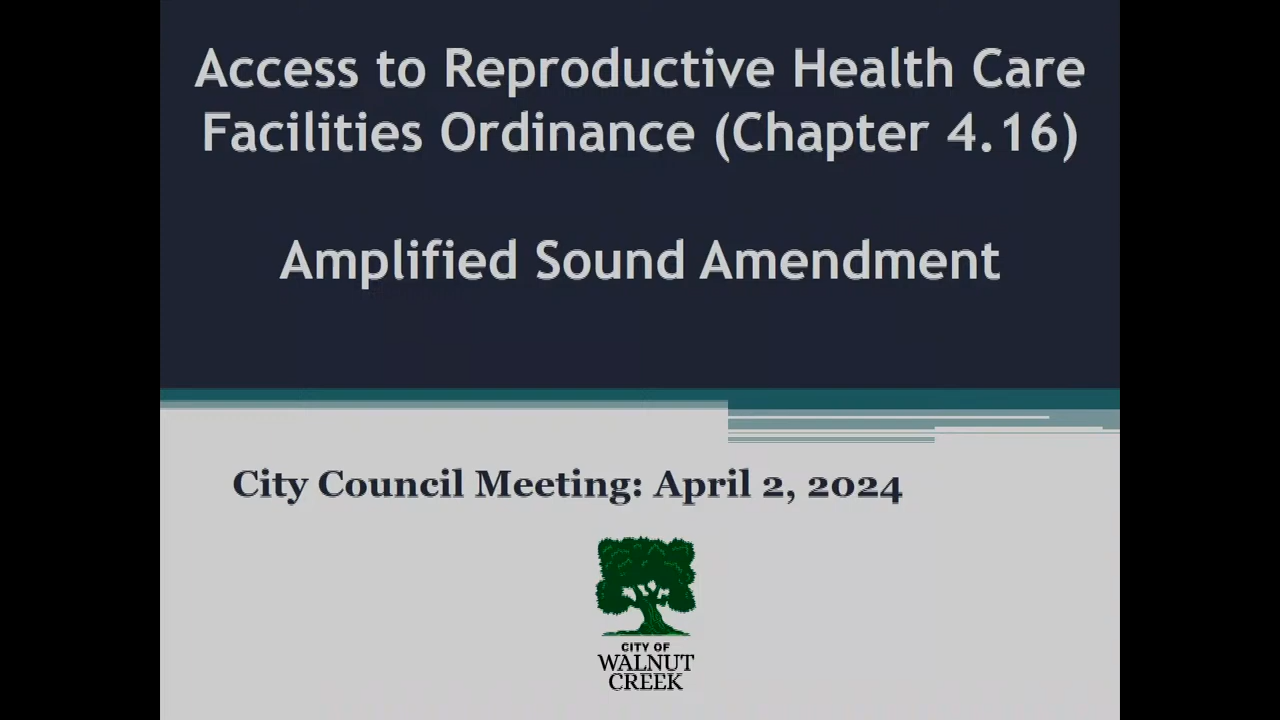 Access to Reproductive Health Care
Facilities Ordinance (Chapter 4.16)
Amplified Sound Amendment
City Council Meeting: April 2, 2024
CITY OF
WALNUT
CREEK